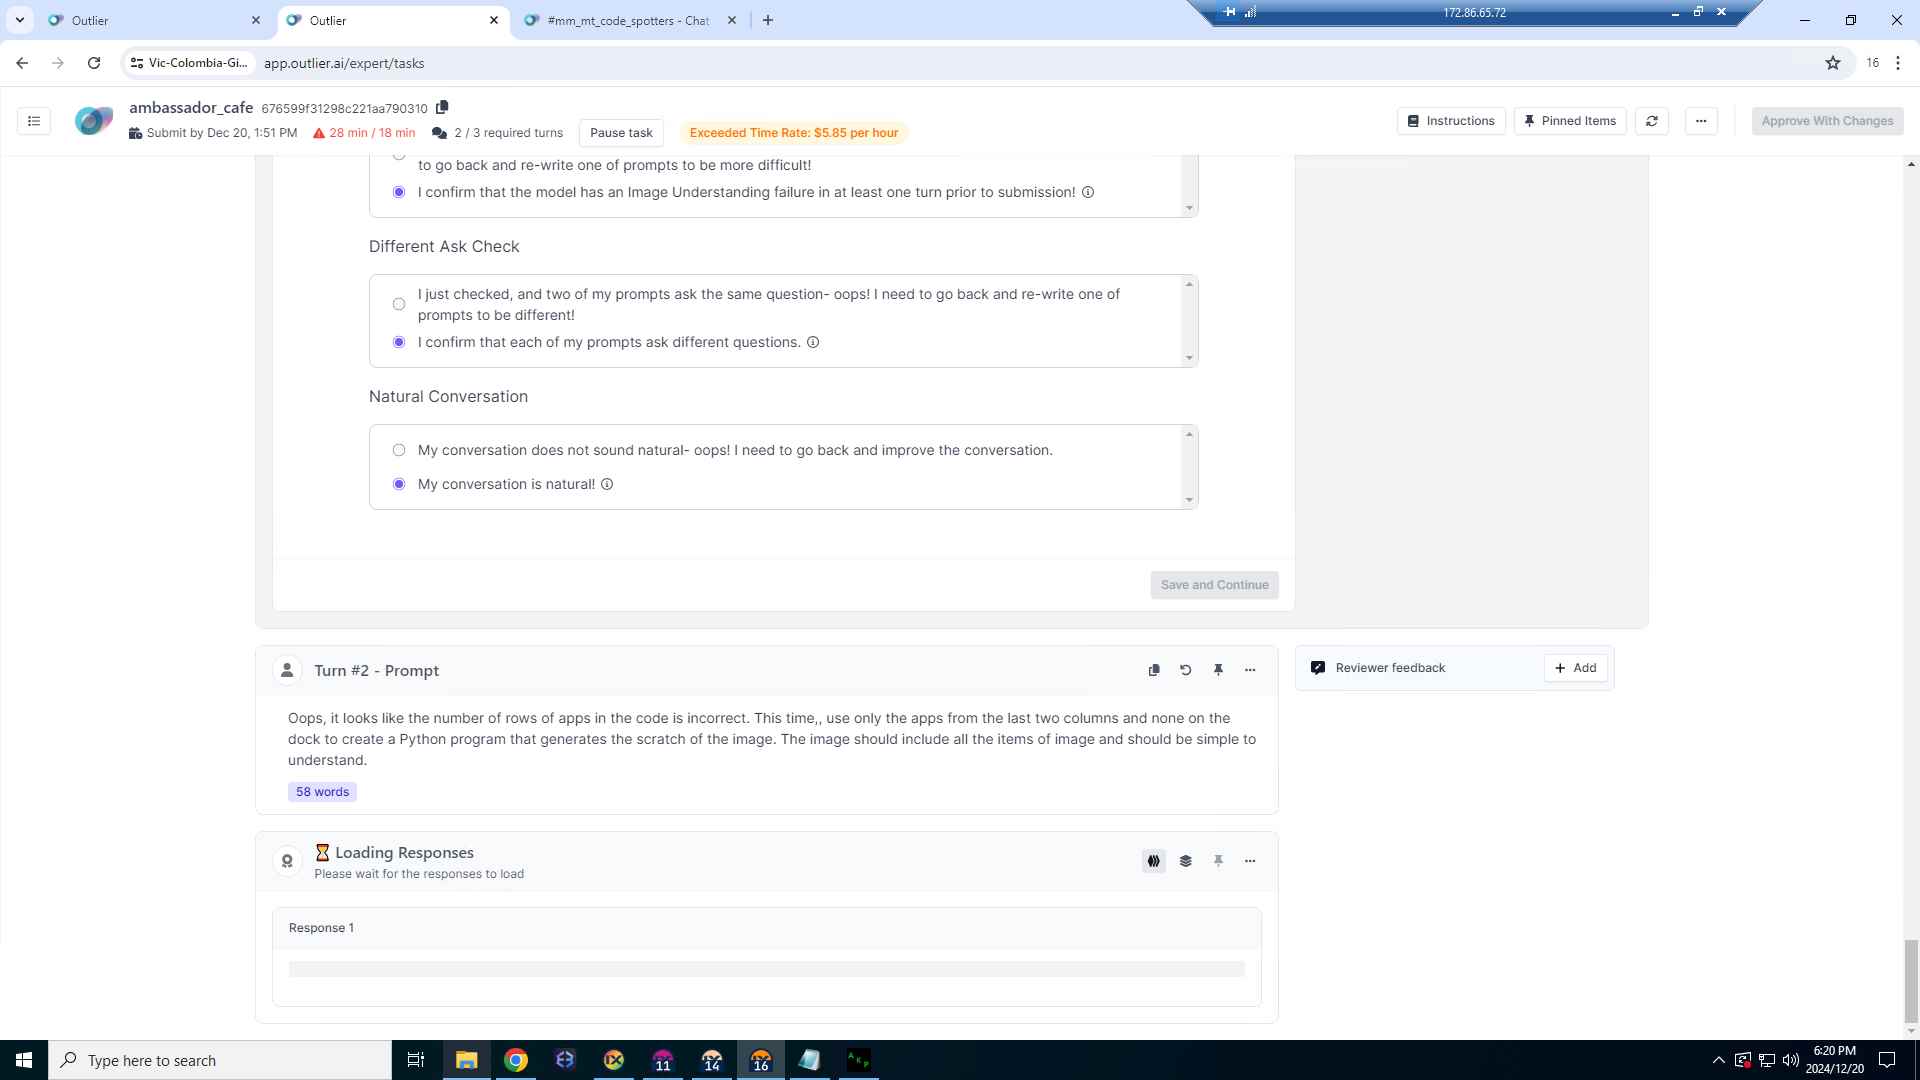 Outlier
Outlier
#mm_mt_code_spotters - Chat
172.86.65.72
Vic-Colombia-Gi...
app.outlier.ai/expert/tasks
16
ambassador_cafe 676599f31298c221aa790310
Submit by Dec 20, 1:51 PM
28 min / 18 min
2 / 3 required turns
Pause task
Exceeded Time Rate: $5.85 per hour
Instructions
Pinned Items
Approve With Changes
to go back and re-write one of prompts to be more difficult!
I confirm that the model has an Image Understanding failure in at least one turn prior to submission!
Different Ask Check
I just checked, and two of my prompts ask the same question- oops! I need to go back and re-write one of
prompts to be different!
I confirm that each of my prompts ask different questions.
Natural Conversation
My conversation does not sound natural- oops! I need to go back and improve the conversation.
My conversation is natural!
Save and Continue
Turn #2 - Prompt
Reviewer feedback
Add
Oops, it looks like the number of rows of apps in the code is incorrect. This time,, use only the apps from the last two columns and none on the
dock to create a Python program that generates the scratch of the image. The image should include all the items of image and should be simple to
understand.
58 words
Loading Responses
Please wait for the responses to load
Response 1
Type here to search
11
14
16
6:20 PM
2024/12/20